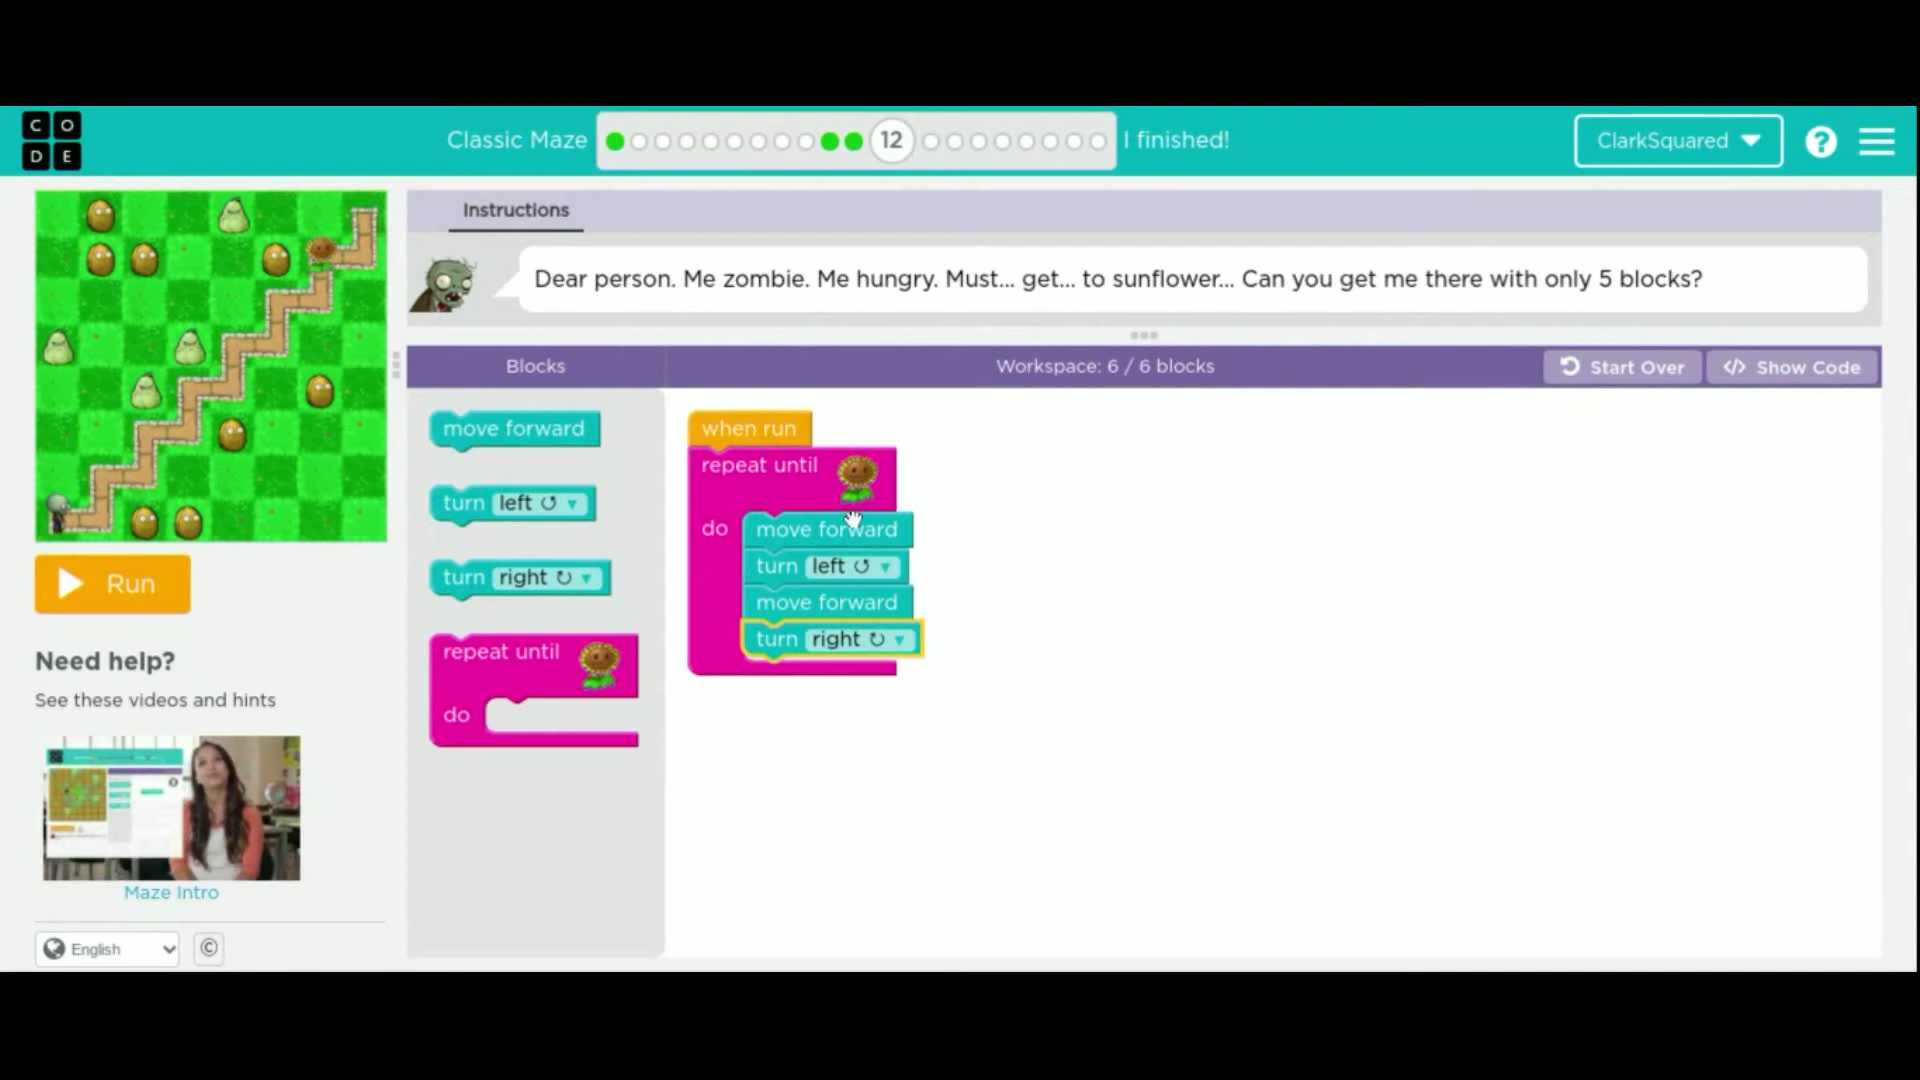 C O
D E
Classic Maze
12
I finished!
ClarkSquared
?
Instructions
Dear person. Me zombie. Me hungry. Must... get... to sunflower... Can you get me there with only 5 blocks?
Blocks
Workspace: 6 / 6 blocks
Start Over
</> Show Code
move forward
turn left
turn right
repeat until
do
when run
repeat until
do
move forward
turn left
move forward
turn right
Run
Need help?
See these videos and hints
Maze Intro
English
©